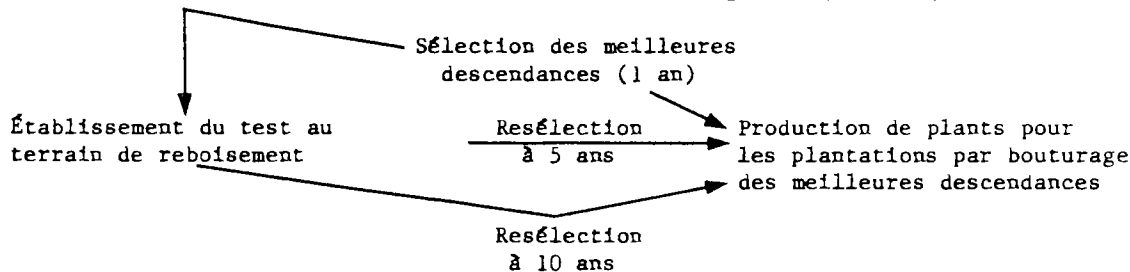 Sélection des meilleures
descendances (1 an)
Établissement du test au
terrain de reboisement
Resélection
à 5 ans
Production de plants pour
les plantations par bouturage
des meilleures descendances
Resélection
à 10 ans